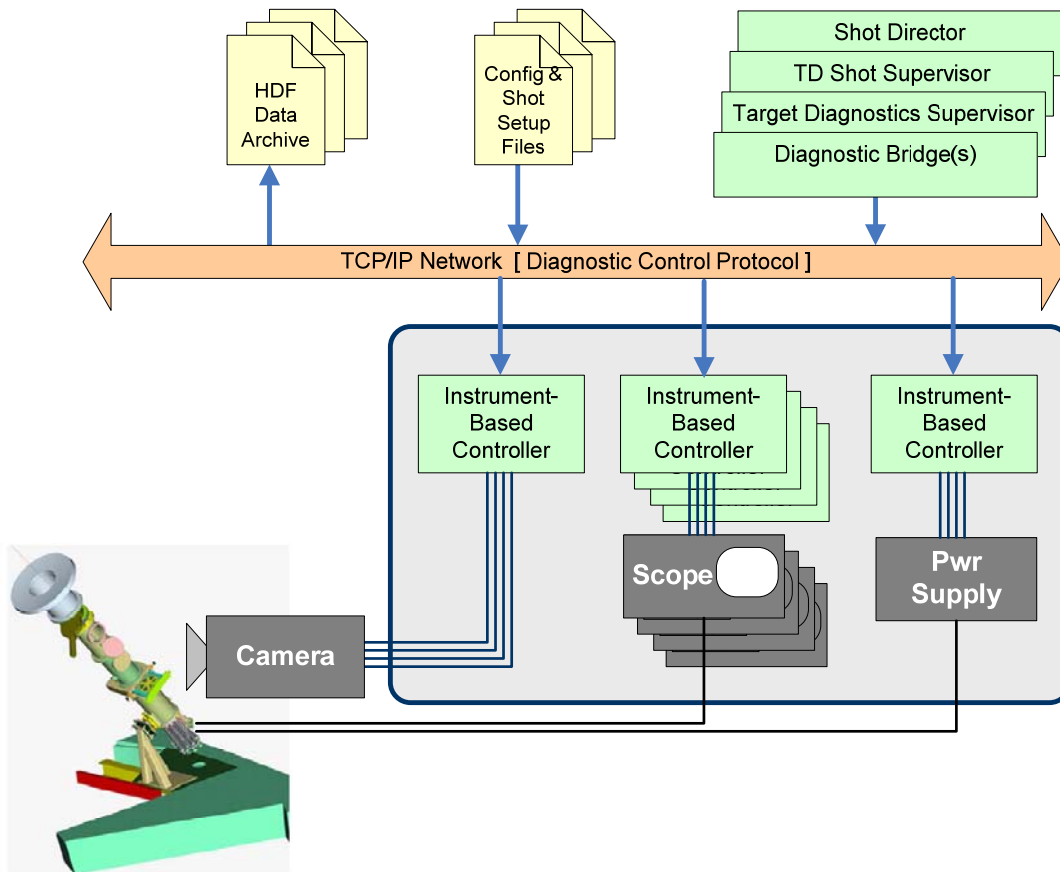 HDF
Data
Archive
Config &
Shot
Setup
Files
Shot Director
TD Shot Supervisor
Target Diagnostics Supervisor
Diagnostic Bridge(s)
TCP/IP Network [ Diagnostic Control Protocol ]
Instrument-
Based
Controller
Instrument-
Based
Controller
Instrument-
Based
Controller
Scope
Pwr
Supply
Camera